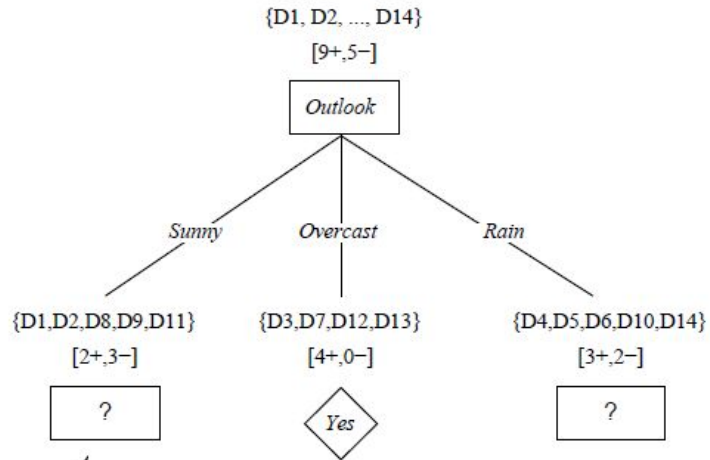 {D1, D2, ..., D14}
[9+,5−]
Outlook
Sunny Overcast Rain
{D1,D2,D8,D9,D11} {D3,D7,D12,D13} {D4,D5,D6,D10,D14}
[2+,3−] [4+,0−] [3+,2−]
? Yes ?